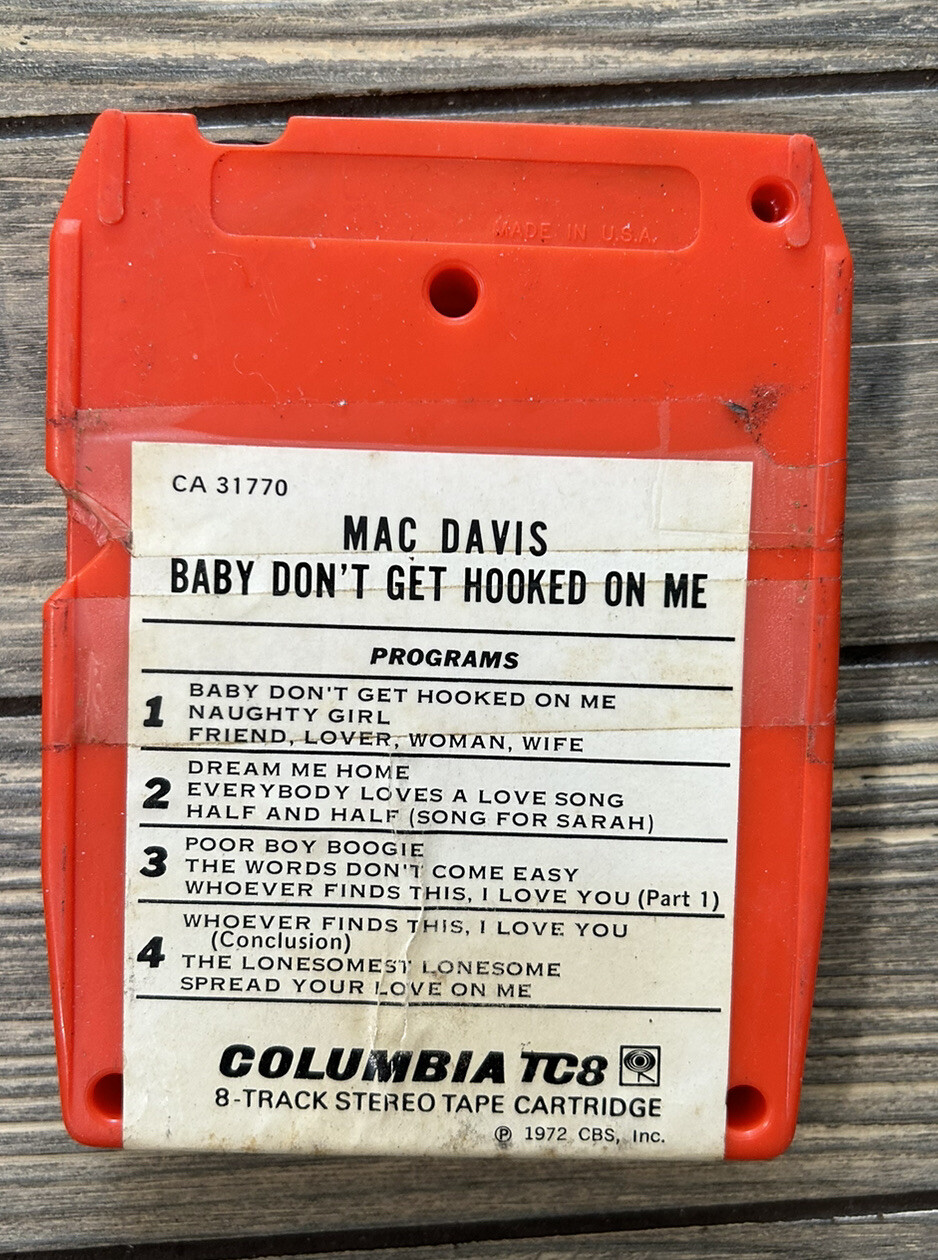 MADE IN U.S.A.
CA 31770
MAC DAVIS
BABY DON'T GET HOOKED ON ME
PROGRAMS
1
BABY DON'T GET HOOKED ON ME
NAUGHTY GIRL
FRIEND, LOVER, WOMAN, WIFE
2
DREAM ME HOME
EVERYBODY LOVES A LOVE SONG
HALF AND HALF (SONG FOR SARAH)
3
POOR BOY BOOGIE
THE WORDS DON'T COME EASY
WHOEVER FINDS THIS, I LOVE YOU (Part 1)
4
WHOEVER FINDS THIS, I LOVE YOU
(Conclusion)
THE LONESOMEST LONESOME
SPREAD YOUR LOVE ON ME
COLUMBIA TC8
8-TRACK STEREO TAPE CARTRIDGE
℗ 1972 CBS, Inc.